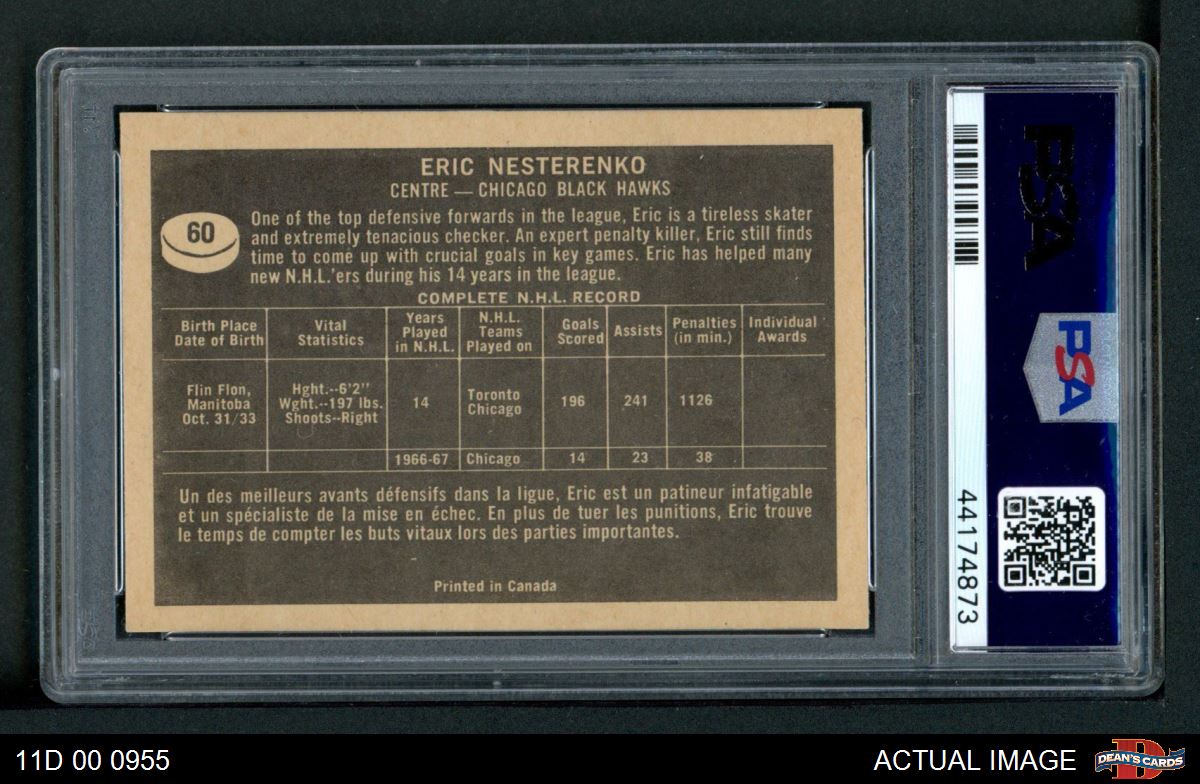 ERIC NESTERENKO
CENTRE — CHICAGO BLACK HAWKS
60
One of the top defensive forwards in the league, Eric is a tireless skater
and extremely tenacious checker. An expert penalty killer, Eric still finds
time to come up with crucial goals in key games. Eric has helped many
new N.H.L.'ers during his 14 years in the league.
COMPLETE N.H.L. RECORD
Birth Place
Date of Birth
Vital
Statistics
Years
Played
in N.H.L.
N.H.L.
Teams
Played on
Goals
Scored
Assists
Penalties
(in min.)
Individual
Awards
Flin Flon,
Manitoba
Oct. 31/33
Hght.--6'2"
Wght.--197 lbs.
Shoots--Right
14
Toronto
Chicago
196
241
1126
1966-67
Chicago
14
23
38
Un des meilleurs avants défensifs dans la ligue, Eric est un patineur infatigable
et un spécialiste de la mise en échec. En plus de tuer les punitions, Eric trouve
le temps de compter les buts vitaux lors des parties importantes.
Printed in Canada
PSA
PSA
44174873
11D 00 0955
ACTUAL IMAGE
DEAN'S CARDS